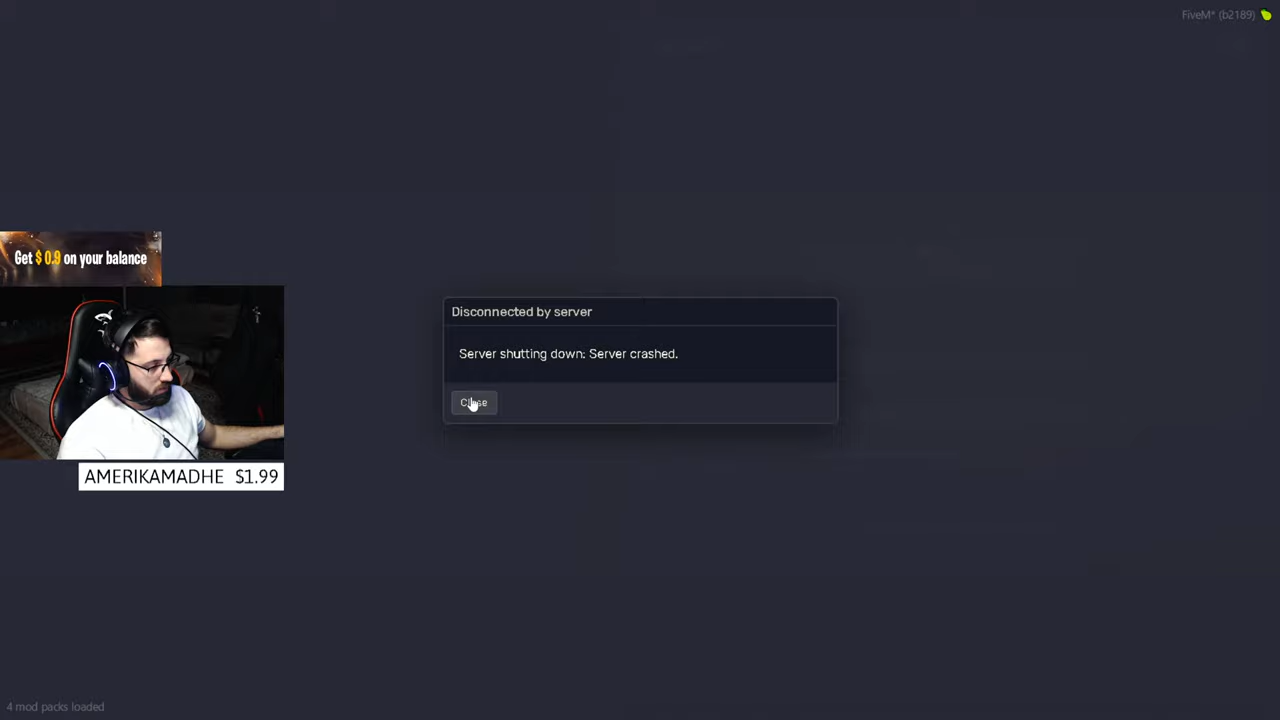 FiveM* (b2189)
Get $ 0.9 on your balance
Disconnected by server
Server shutting down: Server crashed.
Close
AMERIKAMADHE $1.99
4 mod packs loaded